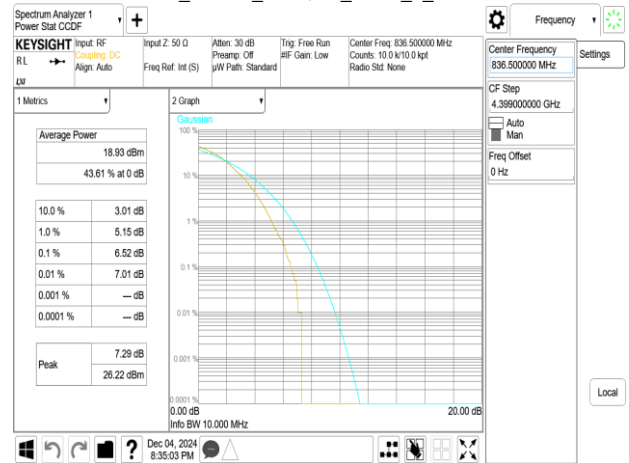 Spectrum Analyzer 1
Power Stat CCDF
Frequency
KEYSIGHT
Input: RF
Coupling: DC
Align: Auto
Input Z: 50 Ω
Freq Ref: Int (S)
Atten: 30 dB
Preamp: Off
µW Path: Standard
Trig: Free Run
#IF Gain: Low
Center Freq: 836.500000 MHz
Counts: 10.0 k/10.0 kpt
Radio Std: None
RL
LXI
Center Frequency
836.500000 MHz
Settings
CF Step
4.399000000 GHz
Auto
Man
Freq Offset
0 Hz
1 Metrics
2 Graph
Average Power
18.93 dBm
43.61 % at 0 dB
10.0 % 3.01 dB
1.0 % 5.15 dB
0.1 % 6.52 dB
0.01 % 7.01 dB
0.001 % --- dB
0.0001 % --- dB
Peak
7.29 dB
26.22 dBm
Gaussian
100 %
10 %
1 %
0.1 %
0.01 %
0.001 %
0.0001 %
0.00 dB 20.00 dB
Info BW 10.000 MHz
Local
Dec 04, 2024
8:35:03 PM